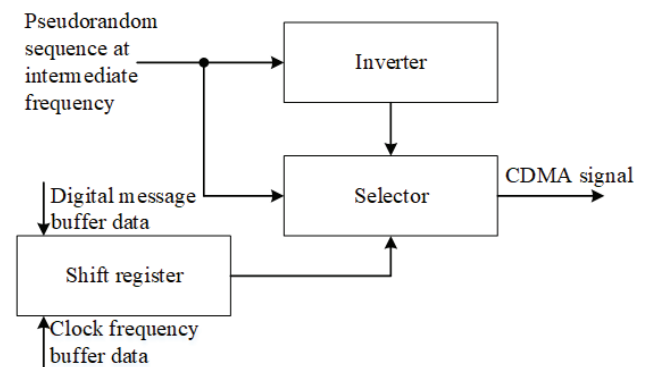 Pseudorandom
sequence at
intermediate
frequency
Inverter
Selector
CDMA signal
Digital message
buffer data
Shift register
Clock frequency
buffer data